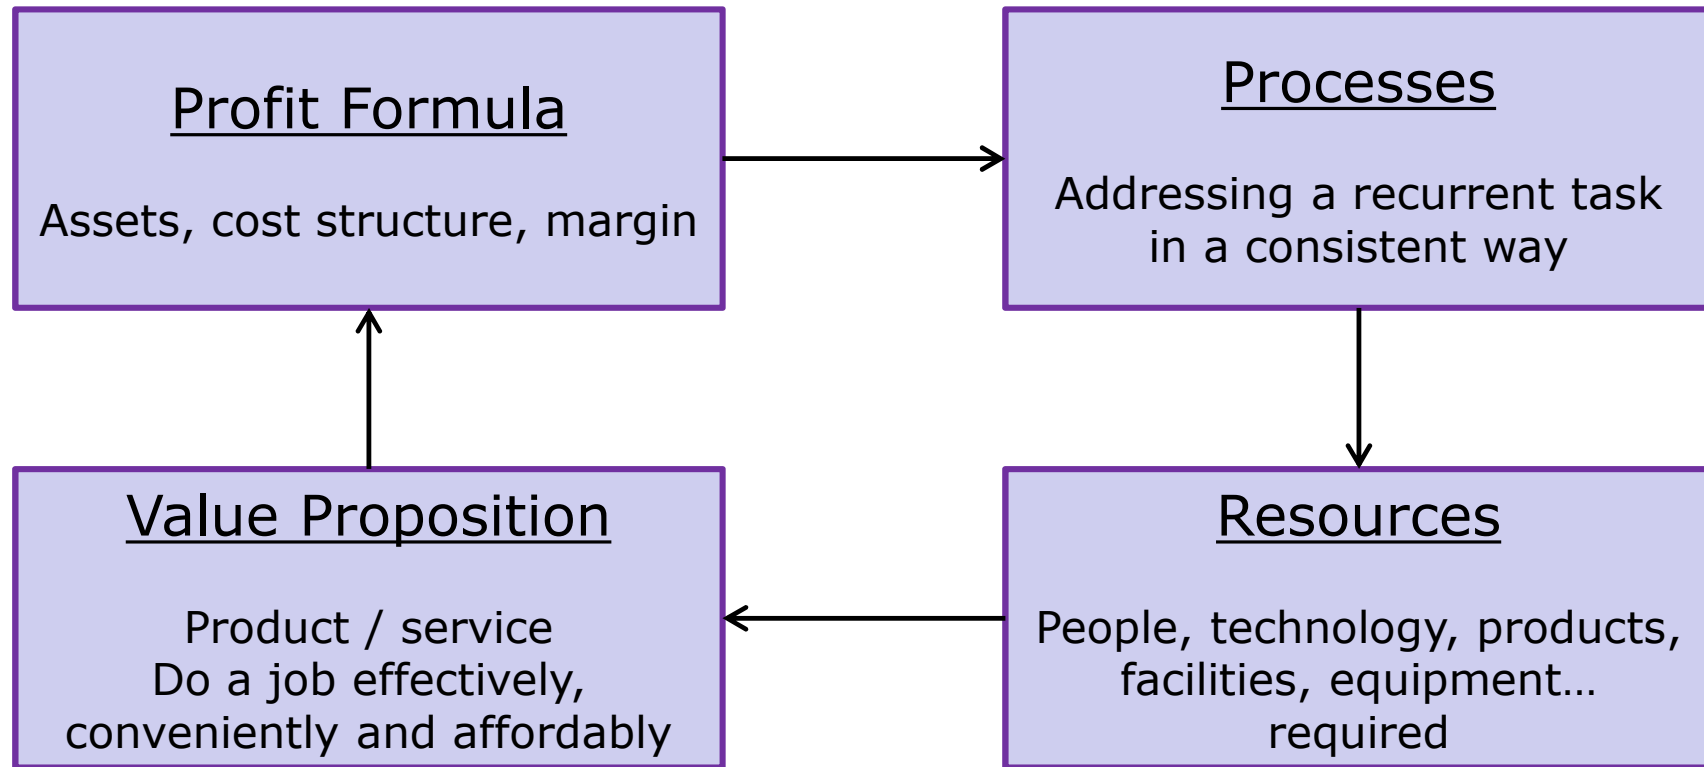 Profit Formula
Assets, cost structure, margin
Processes
Addressing a recurrent task
in a consistent way
Value Proposition
Product / service
Do a job effectively,
conveniently and affordably
Resources
People, technology, products,
facilities, equipment…
required